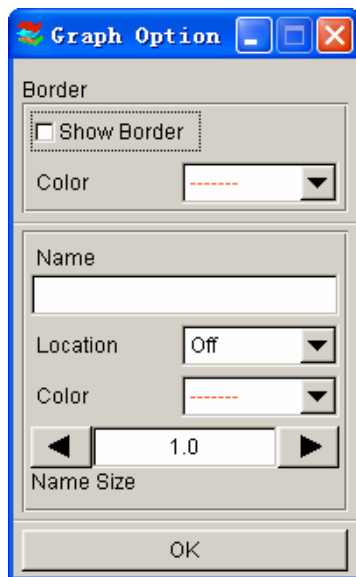 Graph Option
Border
Show Border
Color -------
Name
Location Off
Color -------
1.0
Name Size
OK